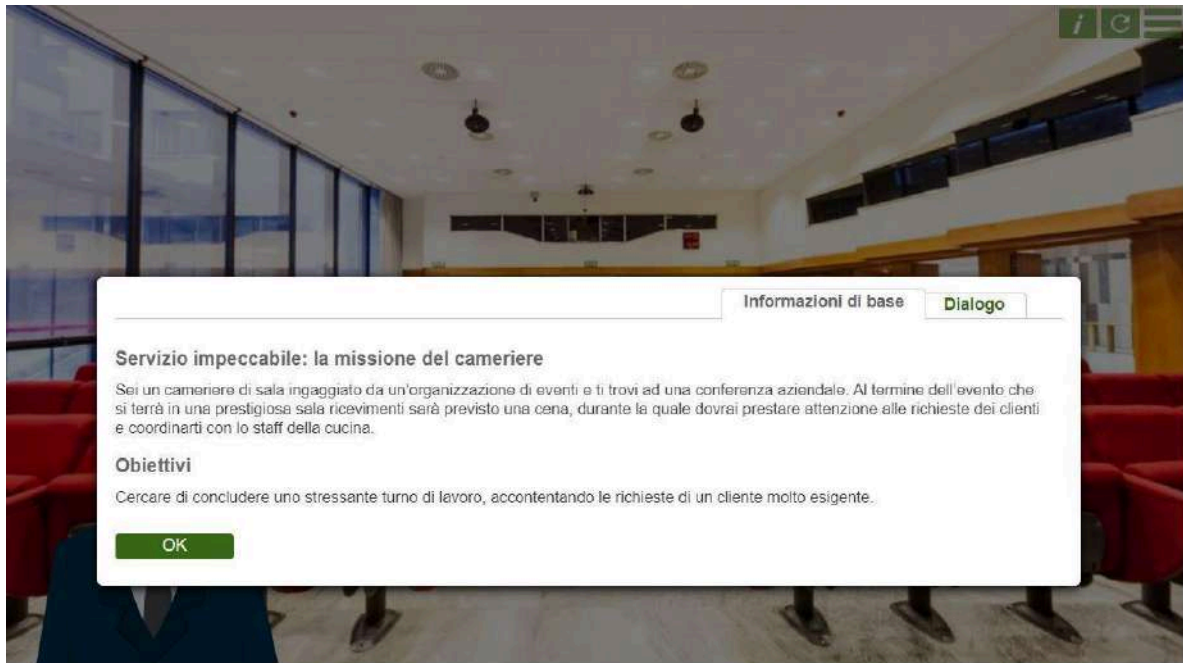 i
Informazioni di base
Dialogo
Servizio impeccabile: la missione del cameriere
Sei un cameriere di sala ingaggiato da un'organizzazione di eventi e ti trovi ad una conferenza aziendale. Al termine dell'evento che
si terrà in una prestigiosa sala ricevimenti sarà previsto una cena, durante la quale dovrai prestare attenzione alle richieste dei clienti
e coordinarti con lo staff della cucina.
Obiettivi
Cercare di concludere uno stressante turno di lavoro, accontentando le richieste di un cliente molto esigente.
OK